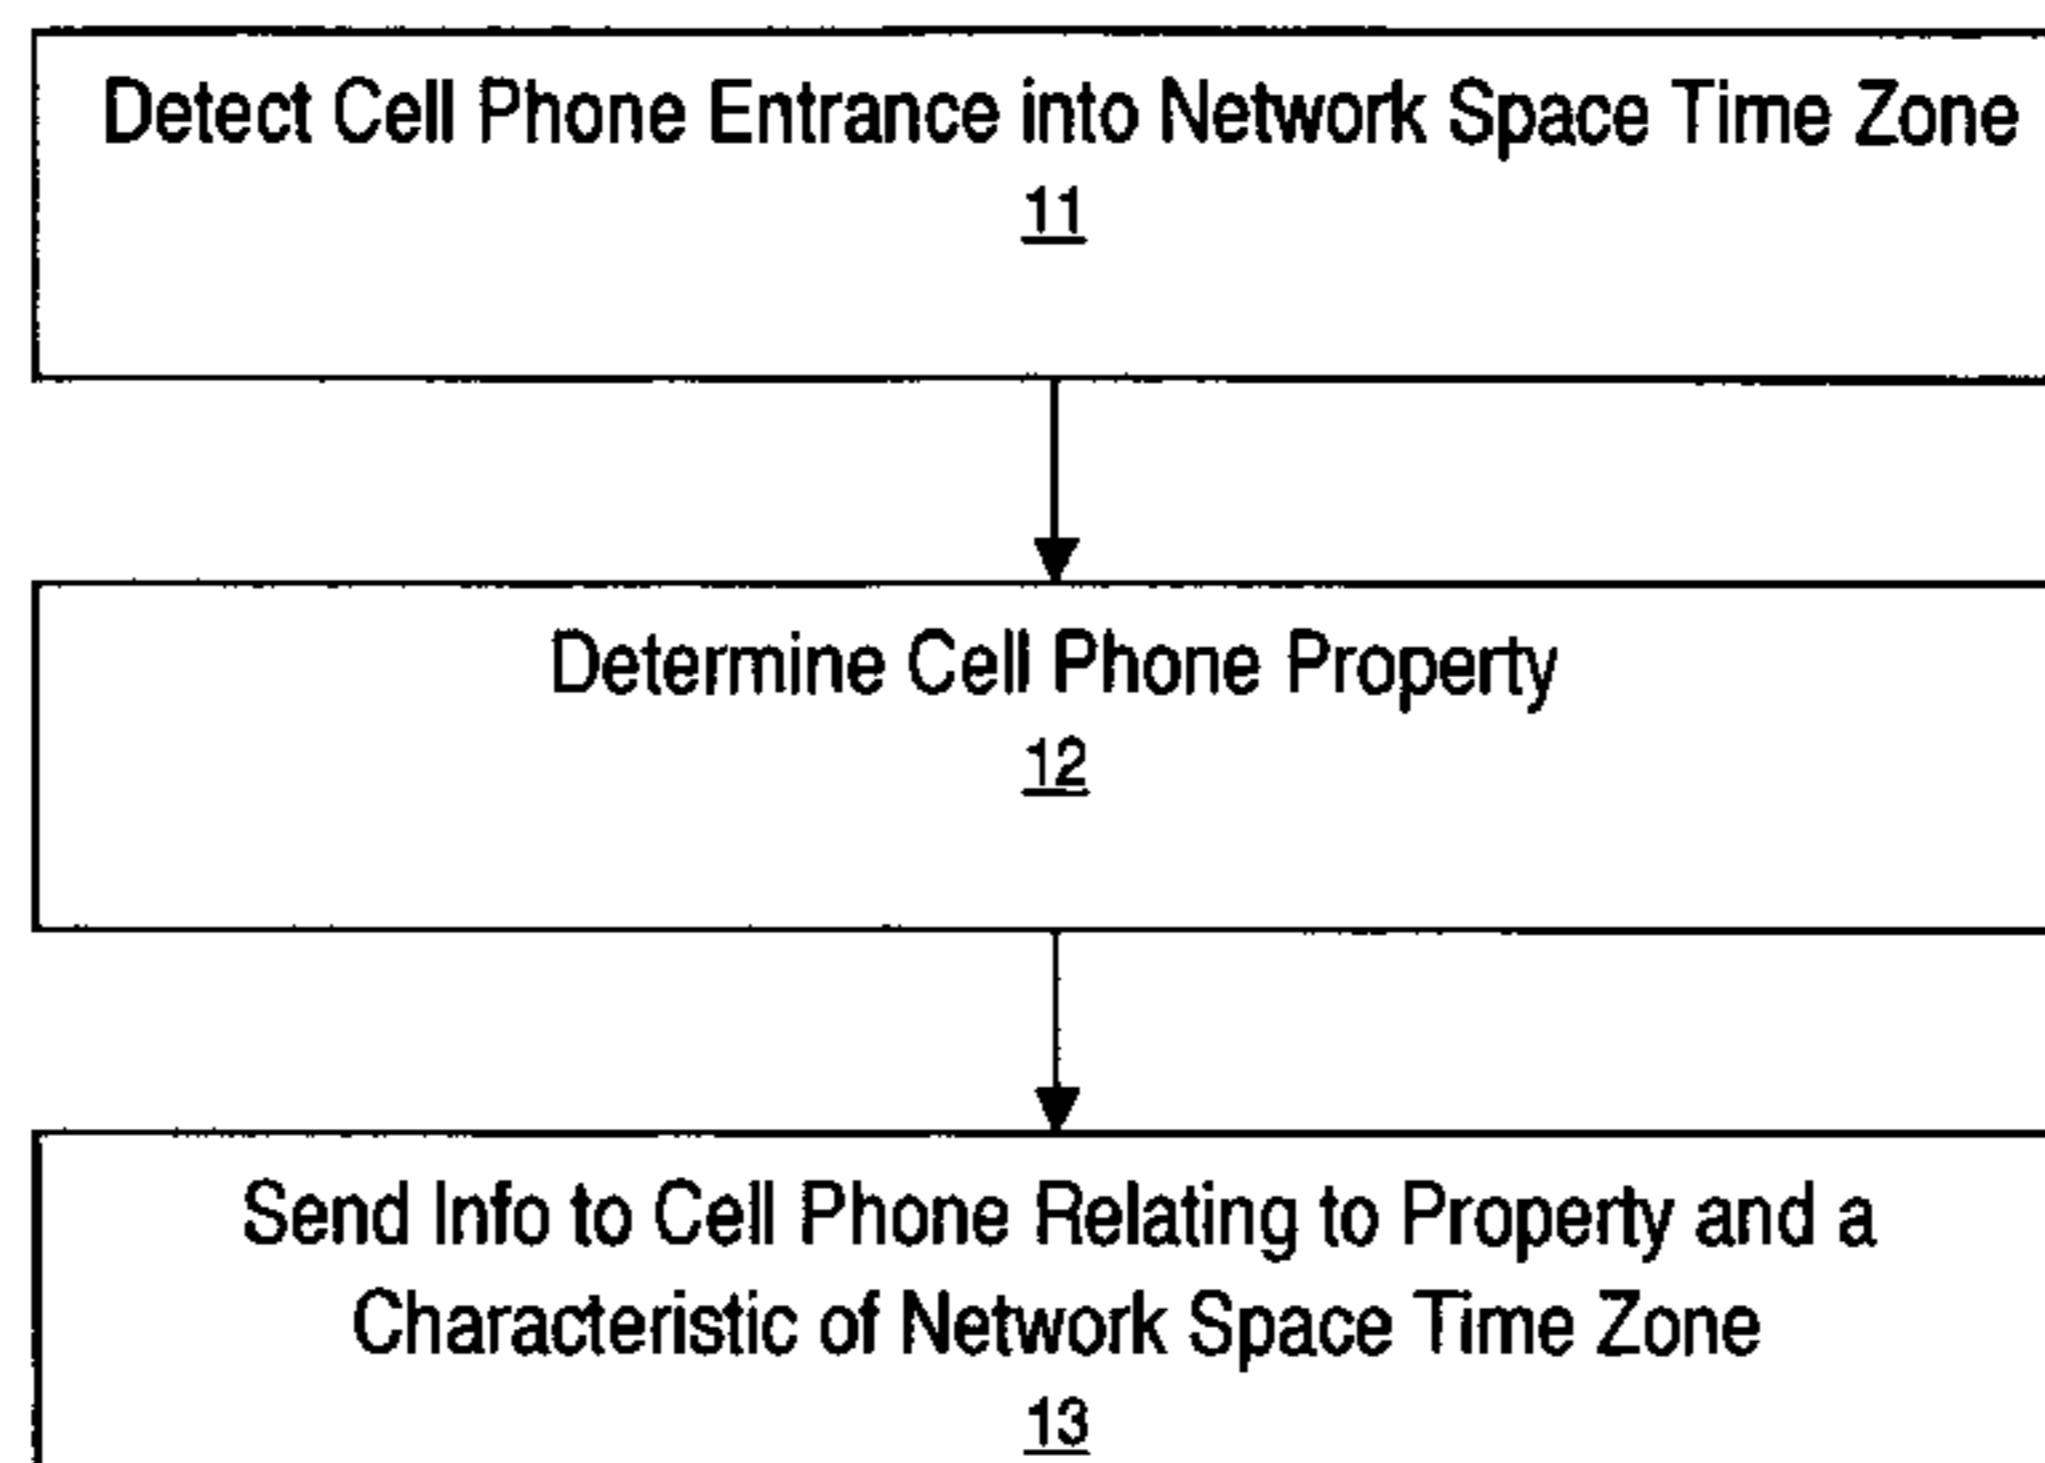 Detect Cell Phone Entrance into Network Space Time Zone
11
Determine Cell Phone Property
12
Send Info to Cell Phone Relating to Property and a
Characteristic of Network Space Time Zone
13